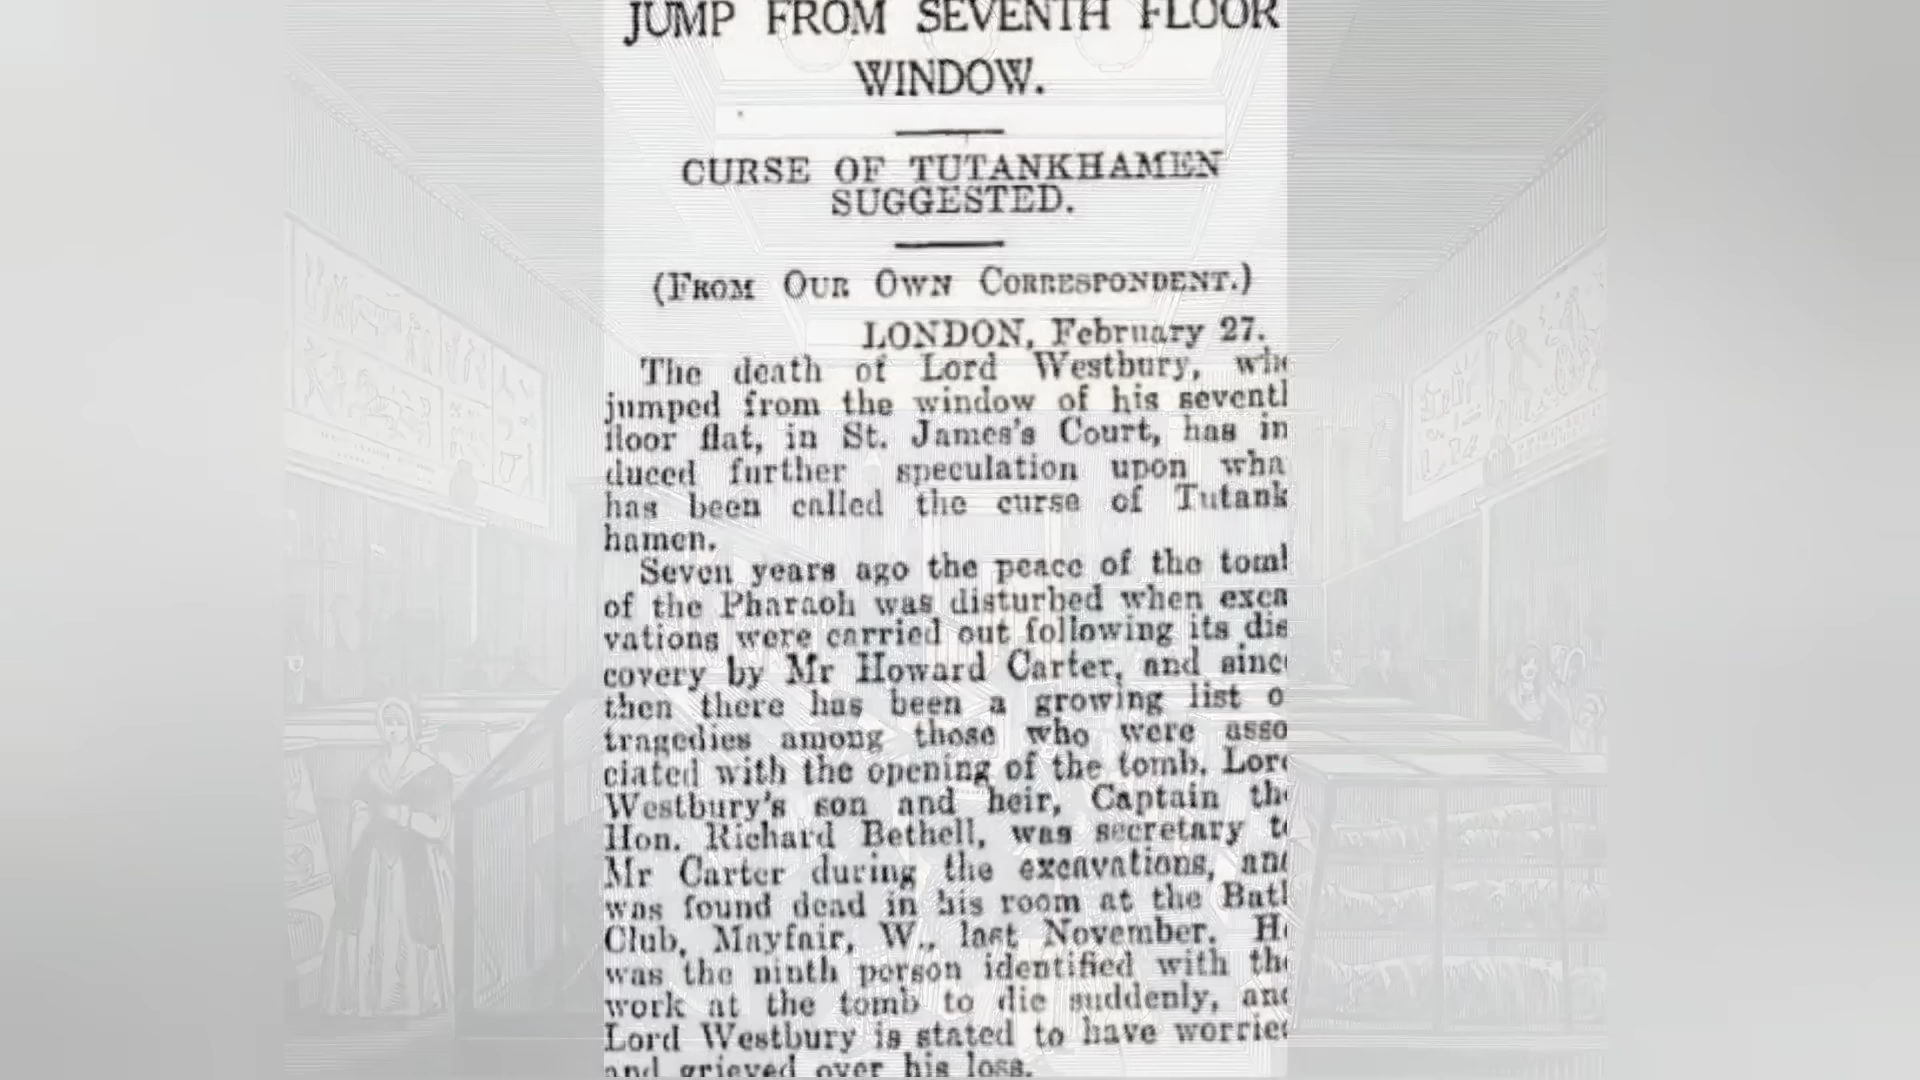 JUMP FROM SEVENTH FLOOR
WINDOW.
CURSE OF TUTANKHAMEN
SUGGESTED.
(FROM OUR OWN CORRESPONDENT.)
LONDON, February 27.
The death of Lord Westbury, who
jumped from the window of his seventh
floor flat, in St. James's Court, has in
duced further speculation upon wha
has been called the curse of Tutank
hamen.
Seven years ago the peace of the tomb
of the Pharaoh was disturbed when exca
vations were carried out following its dis
covery by Mr Howard Carter, and since
then there has been a growing list o
tragedies among those who were asso
ciated with the opening of the tomb. Lord
Westbury's son and heir, Captain the
Hon. Richard Bethell, was secretary to
Mr Carter during the excavations, and
was found dead in his room at the Bath
Club, Mayfair, W., last November. He
was the ninth person identified with the
work at the tomb to die suddenly, and
Lord Westbury is stated to have worried
and grieved over his loss.